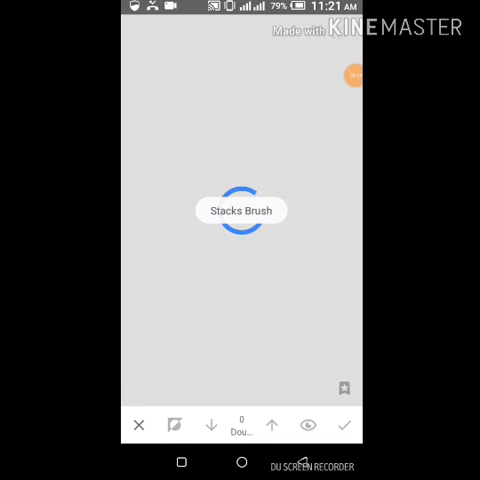 79% 11:21 AM
Made with KINEMASTER
Stacks Brush
0
Dou...
DU SCREEN RECORDER